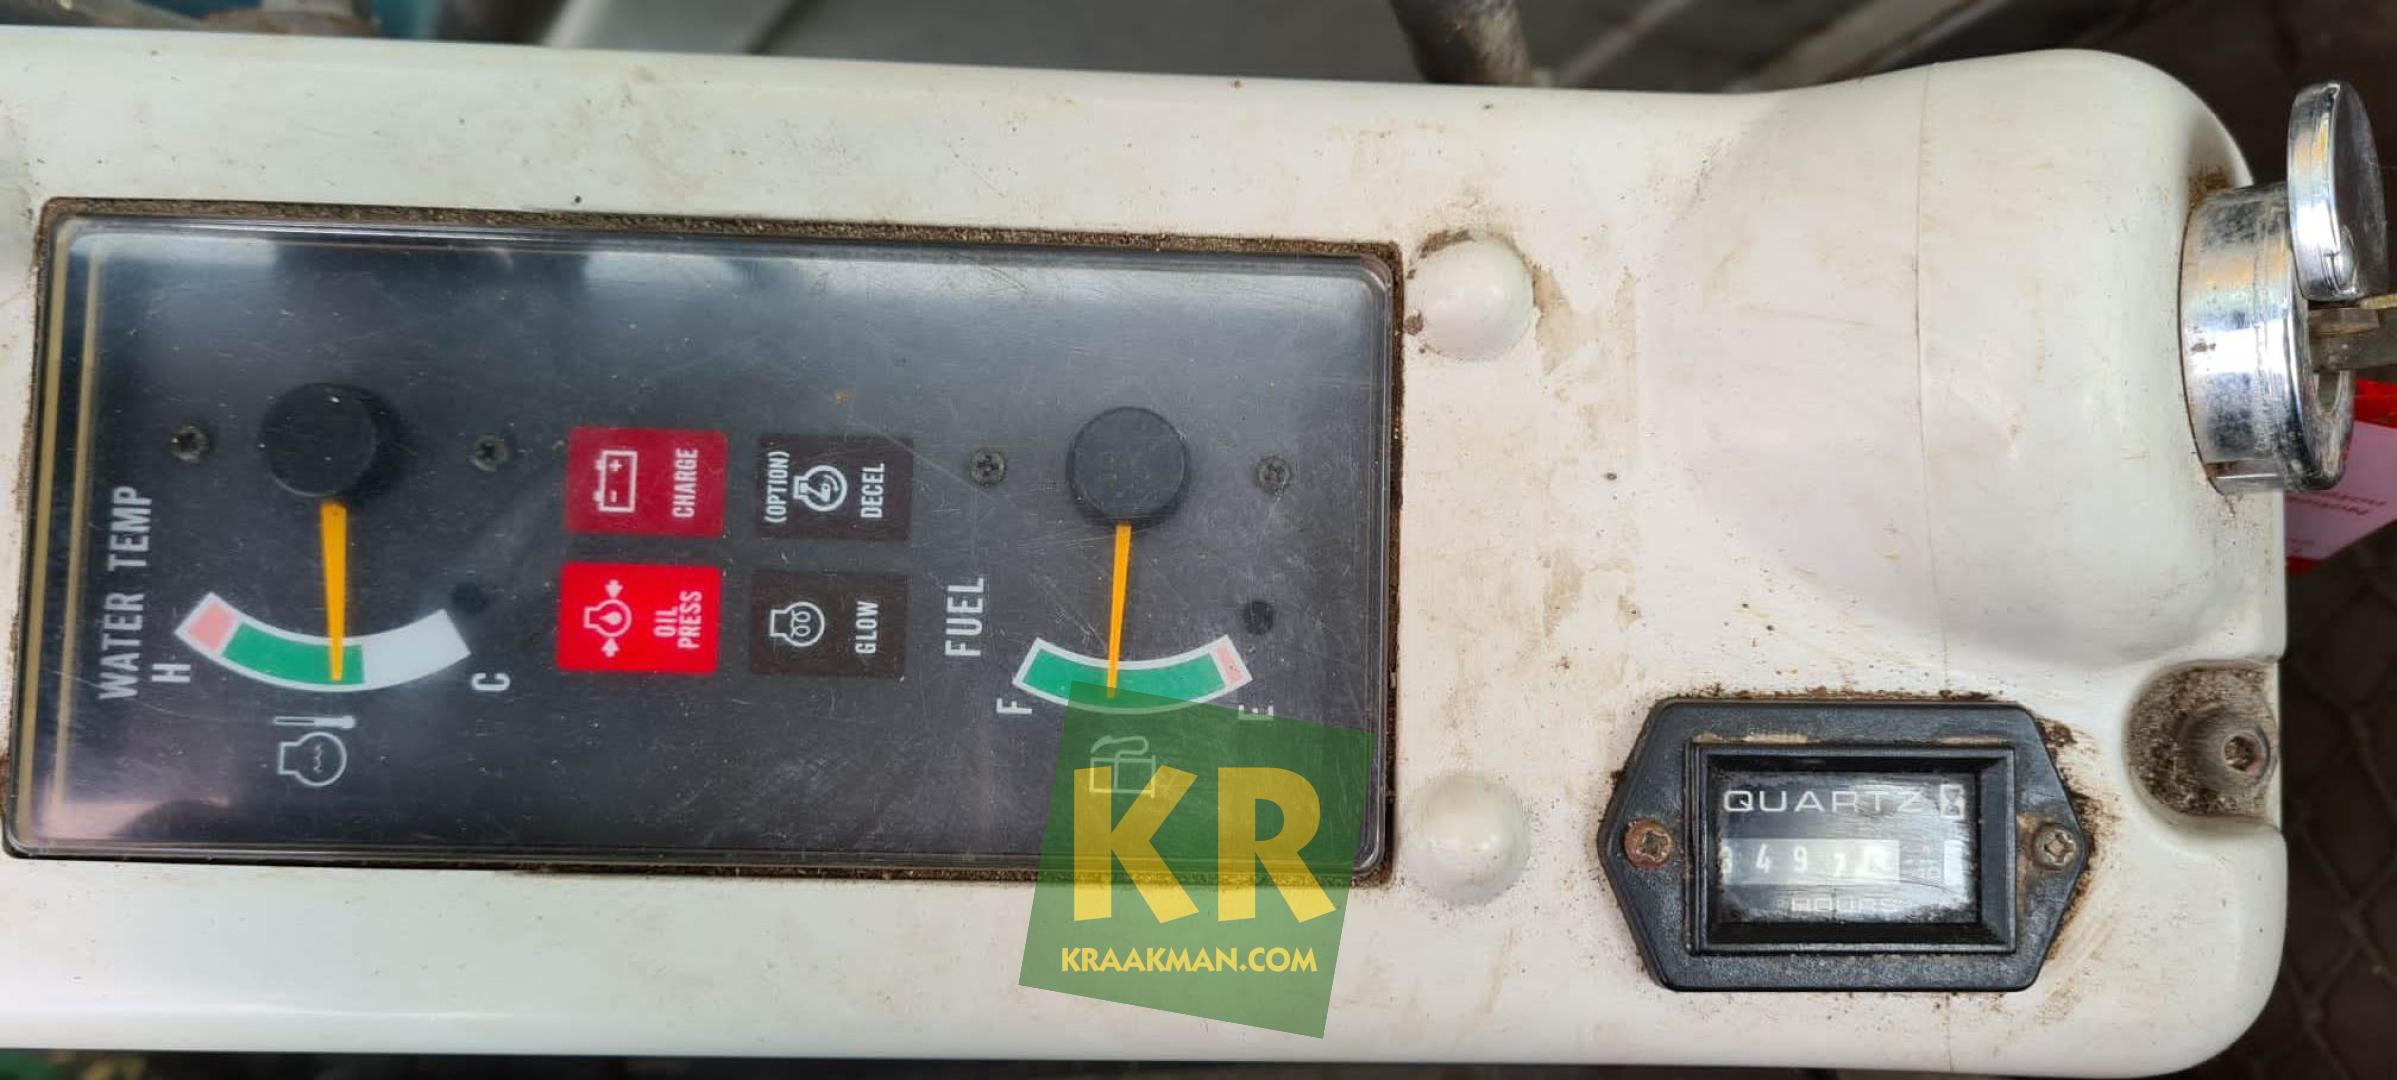 WATER TEMP
H
C
CHARGE
OIL
PRESS
(OPTION)
DECEL
GLOW
FUEL
F
E
QUARTZ
349
HOURS
KR
KRAAKMAN.COM